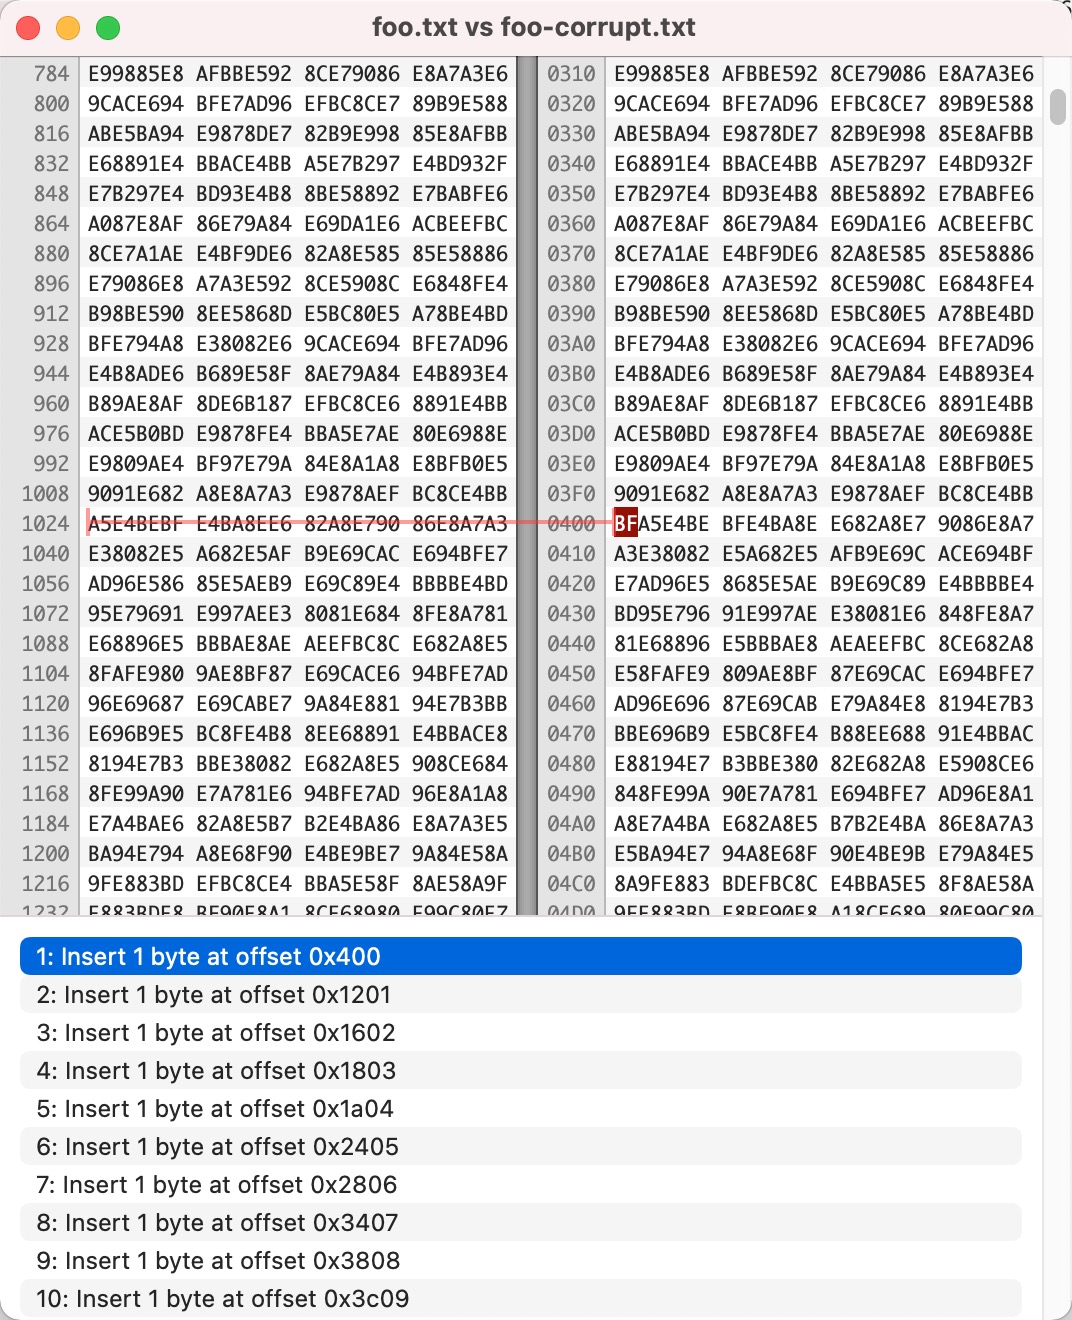 foo.txt vs foo-corrupt.txt
784 E99885E8 AFBBE592 8CE79086 E8A7A3E6 0310 E99885E8 AFBBE592 8CE79086 E8A7A3E6
800 9CACE694 BFE7AD96 EFBC8CE7 89B9E588 0320 9CACE694 BFE7AD96 EFBC8CE7 89B9E588
816 ABE5BA94 E9878DE7 82B9E998 85E8AFBB 0330 ABE5BA94 E9878DE7 82B9E998 85E8AFBB
832 E68891E4 BBACE4BB A5E7B297 E4BD932F 0340 E68891E4 BBACE4BB A5E7B297 E4BD932F
848 E7B297E4 BD93E4B8 8BE58892 E7BABFE6 0350 E7B297E4 BD93E4B8 8BE58892 E7BABFE6
864 A087E8AF 86E79A84 E69DA1E6 ACBEEFBC 0360 A087E8AF 86E79A84 E69DA1E6 ACBEEFBC
880 8CE7A1AE E4BF9DE6 82A8E585 85E58886 0370 8CE7A1AE E4BF9DE6 82A8E585 85E58886
896 E79086E8 A7A3E592 8CE5908C E6848FE4 0380 E79086E8 A7A3E592 8CE5908C E6848FE4
912 B98BE590 8EE5868D E5BC80E5 A78BE4BD 0390 B98BE590 8EE5868D E5BC80E5 A78BE4BD
928 BFE794A8 E38082E6 9CACE694 BFE7AD96 03A0 BFE794A8 E38082E6 9CACE694 BFE7AD96
944 E4B8ADE6 B689E58F 8AE79A84 E4B893E4 03B0 E4B8ADE6 B689E58F 8AE79A84 E4B893E4
960 B89AE8AF 8DE6B187 EFBC8CE6 8891E4BB 03C0 B89AE8AF 8DE6B187 EFBC8CE6 8891E4BB
976 ACE5B0BD E9878FE4 BBA5E7AE 80E6988E 03D0 ACE5B0BD E9878FE4 BBA5E7AE 80E6988E
992 E9809AE4 BF97E79A 84E8A1A8 E8BFB0E5 03E0 E9809AE4 BF97E79A 84E8A1A8 E8BFB0E5
1008 9091E682 A8E8A7A3 E9878AEF BC8CE4BB 03F0 9091E682 A8E8A7A3 E9878AEF BC8CE4BB
1024 A5E4BEBF E4BA8EE6 82A8E790 86E8A7A3 0400 BFA5E4BE BFE4BA8E E682A8E7 9086E8A7
1040 E38082E5 A682E5AF B9E69CAC E694BFE7 0410 A3E38082 E5A682E5 AFB9E69C ACE694BF
1056 AD96E586 85E5AEB9 E69C89E4 BBBBE4BD 0420 E7AD96E5 8685E5AE B9E69C89 E4BBBBE4
1072 95E79691 E997AEE3 8081E684 8FE8A781 0430 BD95E796 91E997AE E38081E6 848FE8A7
1088 E68896E5 BBBAE8AE AEEFBC8C E682A8E5 0440 81E68896 E5BBBAE8 AEAEEFBC 8CE682A8
1104 8FAFE980 9AE8BF87 E69CACE6 94BFE7AD 0450 E58FAFE9 809AE8BF 87E69CAC E694BFE7
1120 96E69687 E69CABE7 9A84E881 94E7B3BB 0460 AD96E696 87E69CAB E79A84E8 8194E7B3
1136 E696B9E5 BC8FE4B8 8EE68891 E4BBACE8 0470 BBE696B9 E5BC8FE4 B88EE688 91E4BBAC
1152 8194E7B3 BBE38082 E682A8E5 908CE684 0480 E88194E7 B3BBE380 82E682A8 E5908CE6
1168 8FE99A90 E7A781E6 94BFE7AD 96E8A1A8 0490 848FE99A 90E7A781 E694BFE7 AD96E8A1
1184 E7A4BAE6 82A8E5B7 B2E4BA86 E8A7A3E5 04A0 A8E7A4BA E682A8E5 B7B2E4BA 86E8A7A3
1200 BA94E794 A8E68F90 E4BE9BE7 9A84E58A 04B0 E5BA94E7 94A8E68F 90E4BE9B E79A84E5
1216 9FE883BD EFBC8CE4 BBA5E58F 8AE58A9F 04C0 8A9FE883 BDEFBC8C E4BBA5E5 8F8AE58A
1232 E883BDE8 BF90E8A1 8CE68980 E99C80E7 04D0 9FE883BD E8BF90E8 A18CE689 80E99C80
1: Insert 1 byte at offset 0x400
2: Insert 1 byte at offset 0x1201
3: Insert 1 byte at offset 0x1602
4: Insert 1 byte at offset 0x1803
5: Insert 1 byte at offset 0x1a04
6: Insert 1 byte at offset 0x2405
7: Insert 1 byte at offset 0x2806
8: Insert 1 byte at offset 0x3407
9: Insert 1 byte at offset 0x3808
10: Insert 1 byte at offset 0x3c09